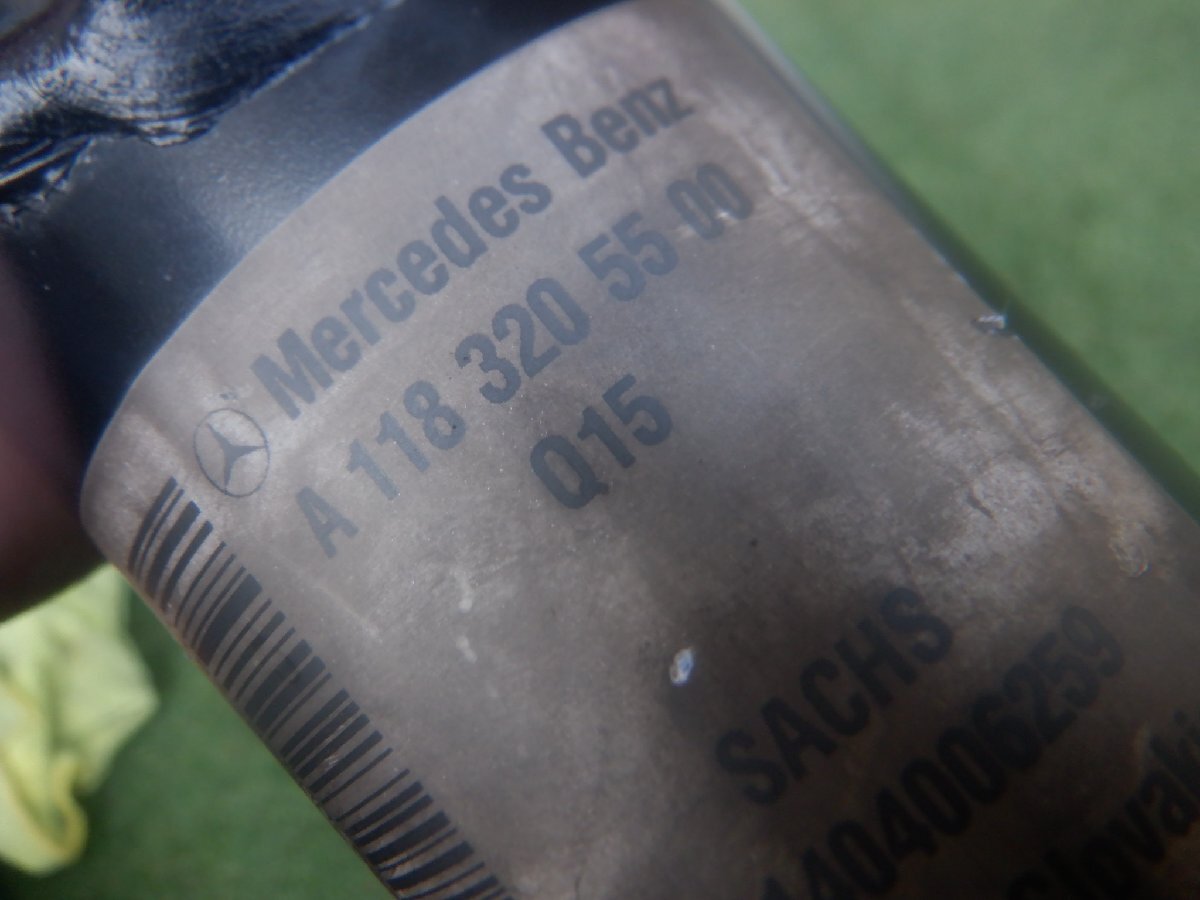 Mercedes Benz
A 118 320 55 00
Q15
SACHS